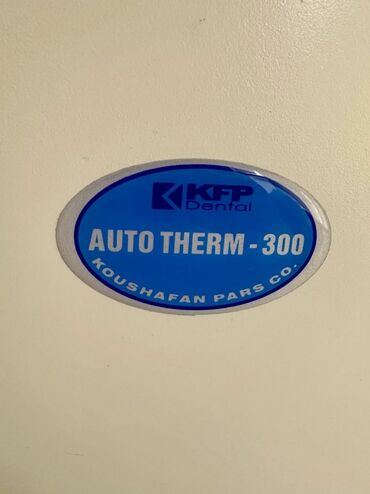 KFP
Dental
AUTO THERM - 300
KOUSHAFAN PARS CO.